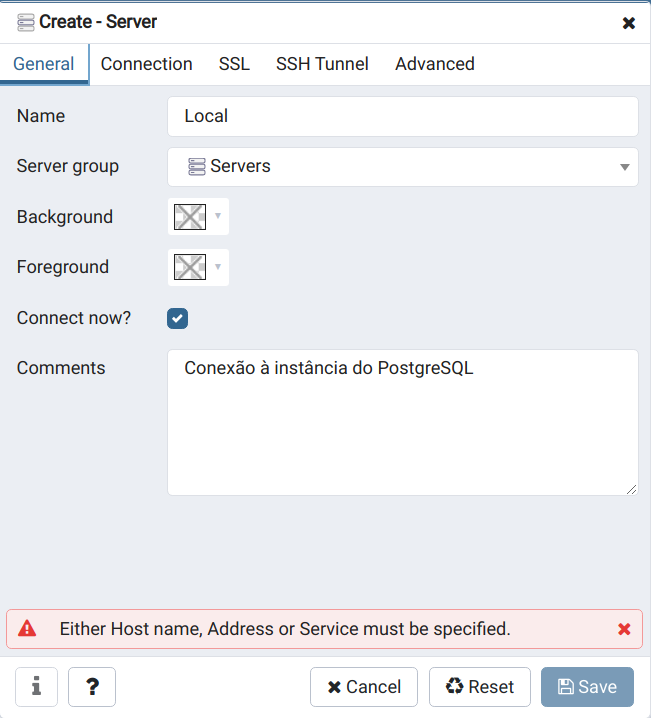 Create - Server
General Connection SSL SSH Tunnel Advanced
Name Local
Server group Servers
Background
Foreground
Connect now?
Comments Conexão à instância do PostgreSQL
Either Host name, Address or Service must be specified.
i ? Cancel Reset Save